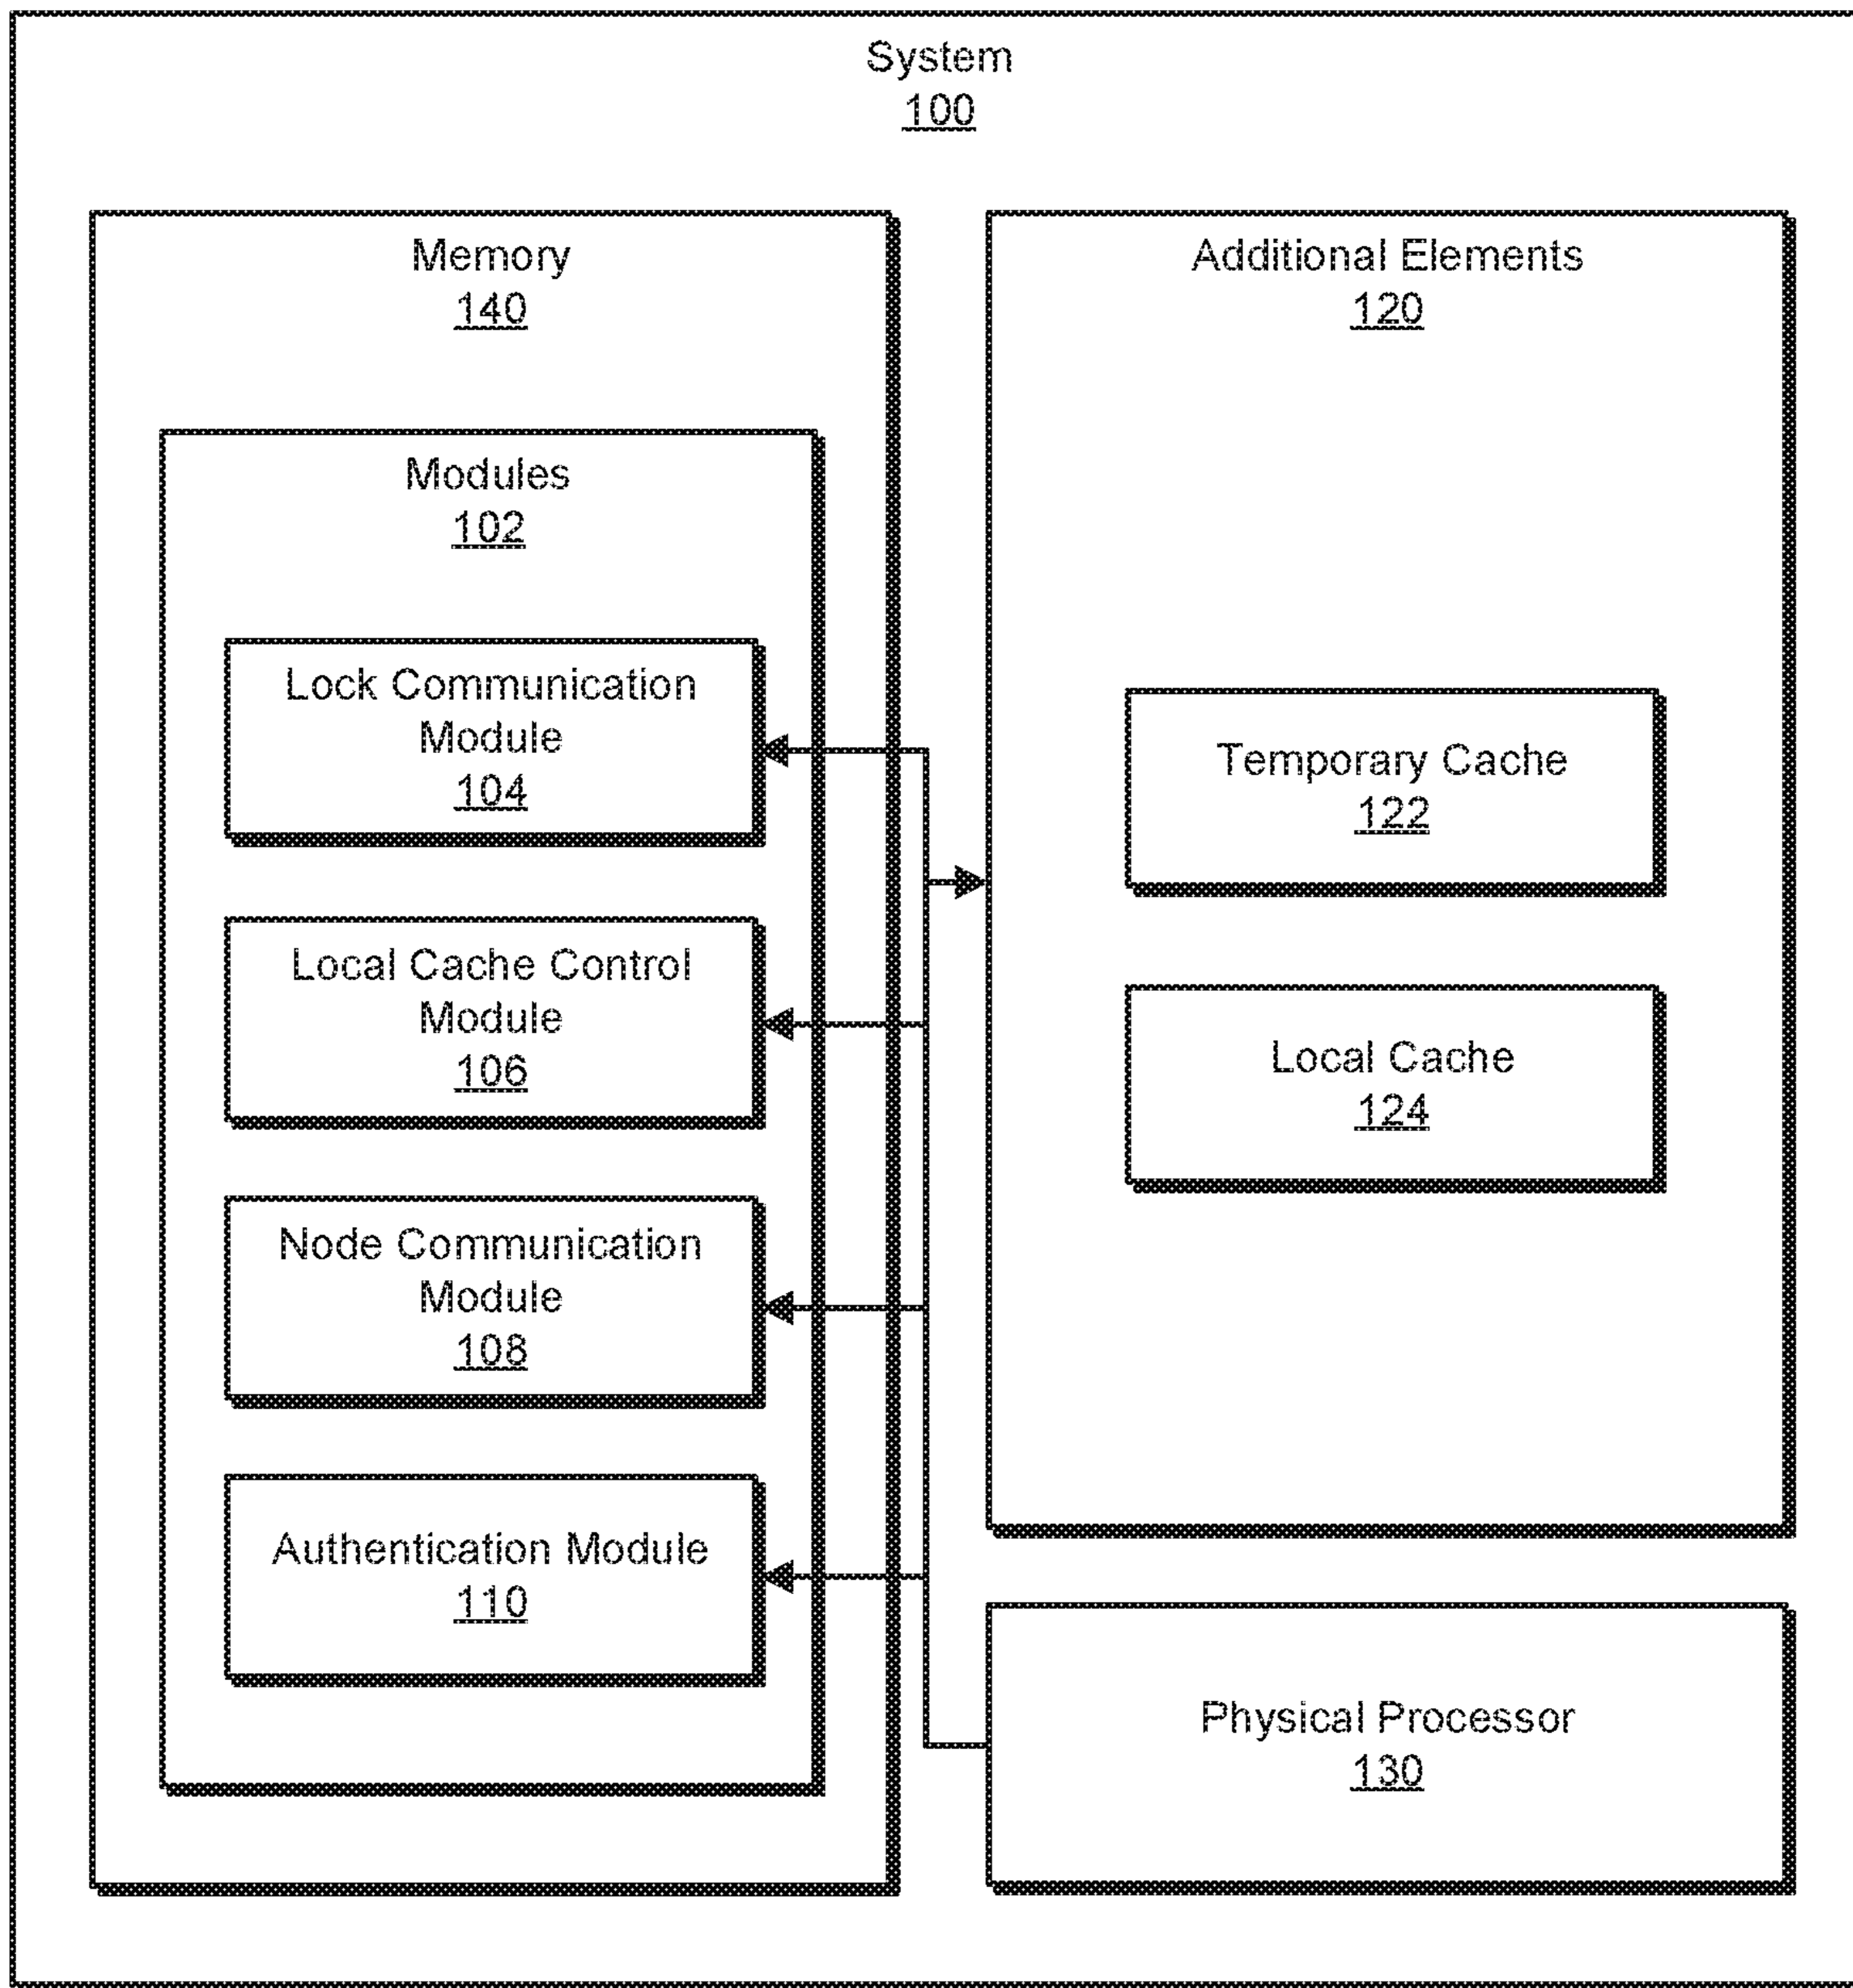 System
100
Memory
140
Modules
102
Lock Communication
Module
104
Local Cache Control
Module
106
Node Communication
Module
108
Authentication Module
110
Additional Elements
120
Temporary Cache
122
Local Cache
124
Physical Processor
130